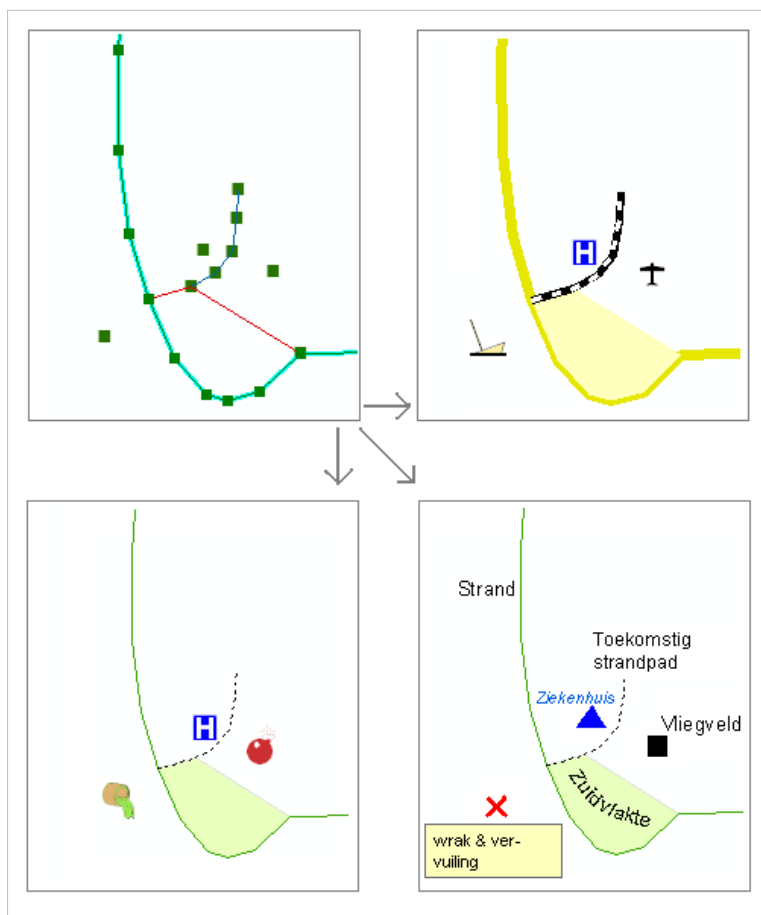 H
H
Strand
Toekomstig
strandpad
Ziekenhuis
Vliegveld
Zuidvlakte
wrak & ver-
vuiling